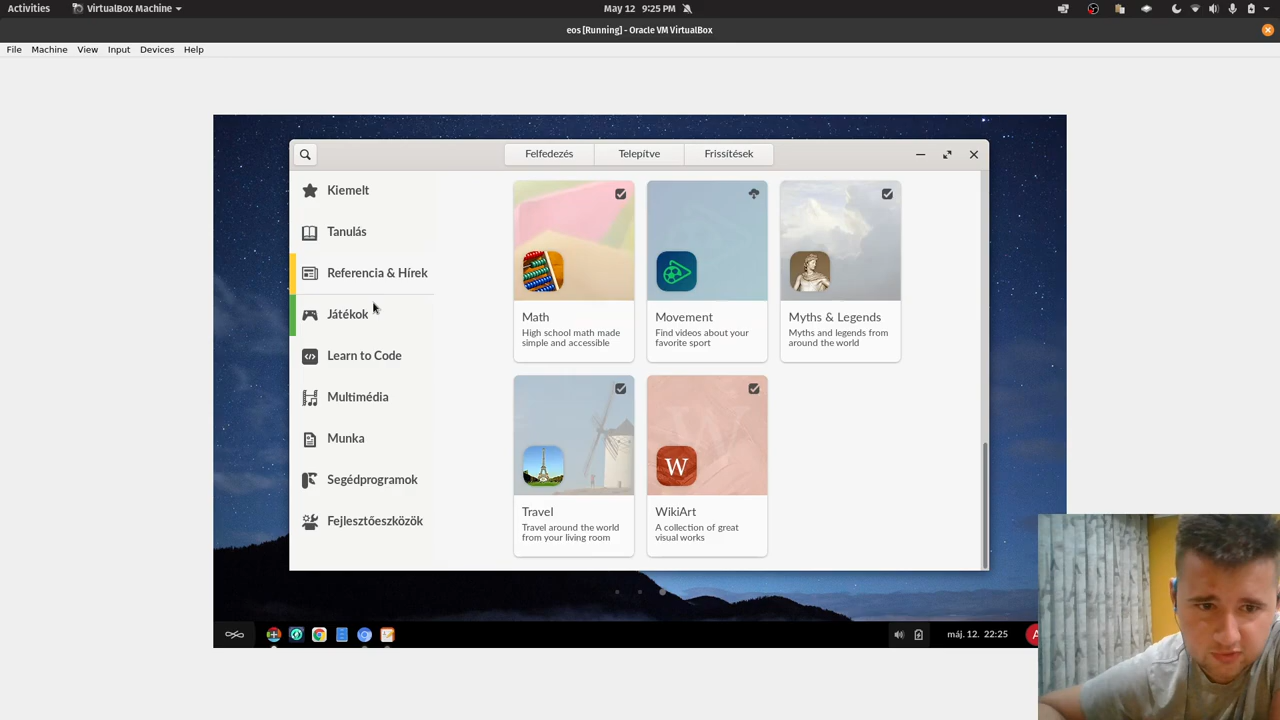 Activities VirtualBox Machine May 12 9:25 PM
eos [Running] - Oracle VM VirtualBox
File Machine View Input Devices Help
Felfedezés Telepítve Frissítések
Kiemelt
Tanulás
Referencia & Hírek
Játékok
Learn to Code
Multimédia
Munka
Segédprogramok
Fejlesztőeszközök
Math
High school math made
simple and accessible
Movement
Find videos about your
favorite sport
Myths & Legends
Myths and legends from
around the world
Travel
Travel around the world
from your living room
W
WikiArt
A collection of great
visual works
máj. 12. 22:25